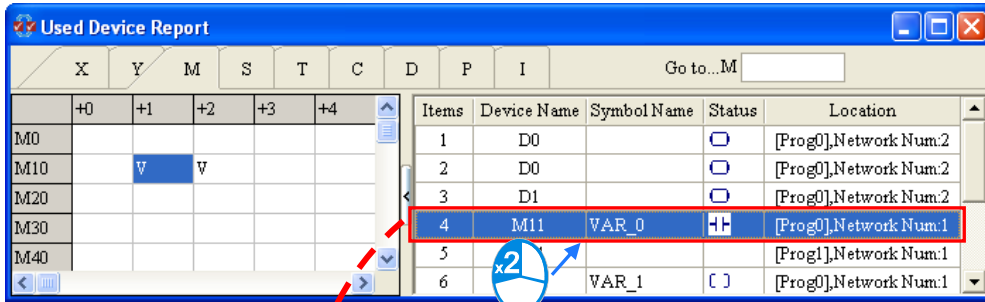 Used Device Report
X Y M S T C D P I Go to...M
+0 +1 +2 +3 +4
M0
M10 V V
M20
M30
M40
Items Device Name Symbol Name Status Location
1 D0 [Prog0],Network Num:2
2 D0 [Prog0],Network Num:2
3 D1 [Prog0],Network Num:2
4 M11 VAR_0 [Prog0],Network Num:1
5 [Prog1],Network Num:1
6 VAR_1 [Prog0],Network Num:1
x2